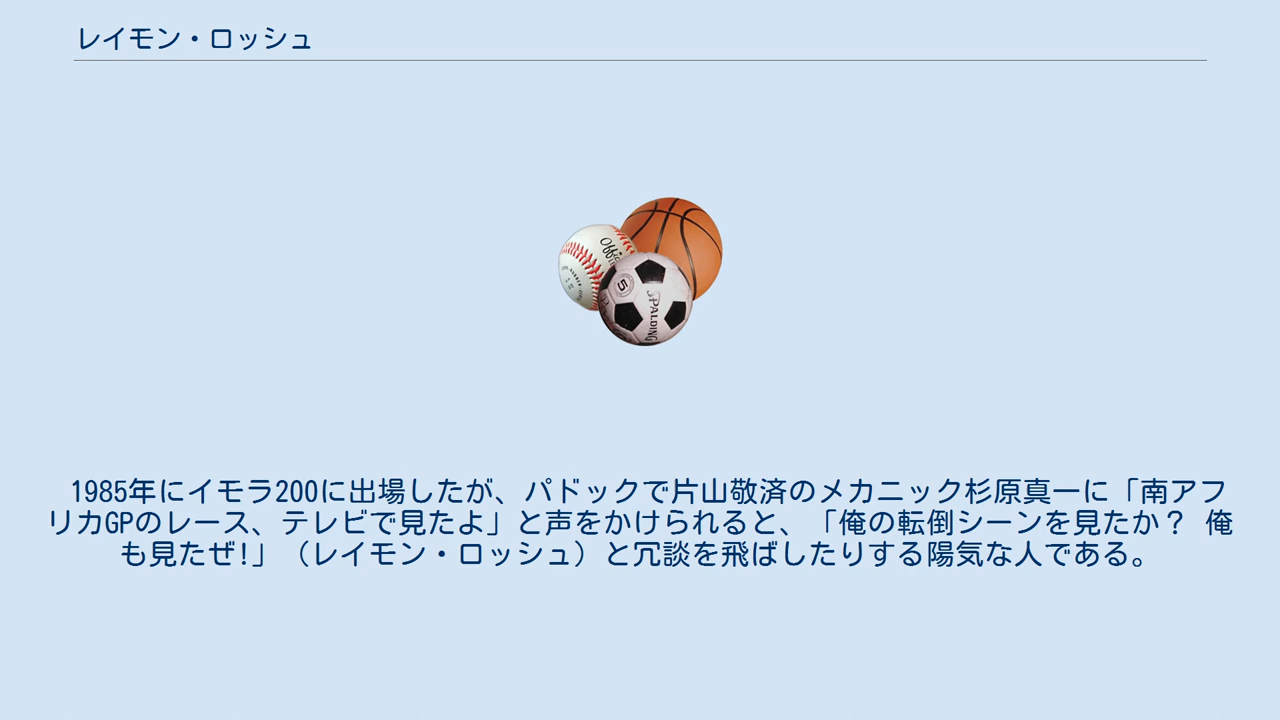 レイモン・ロッシュ
Offic
5
SPALDING
1985年にイモラ200に出場したが、パドックで片山敬済のメカニック杉原真一に「南アフ
リカGPのレース、テレビで見たよ」と声をかけられると、「俺の転倒シーンを見たか？ 俺
も見たぜ!」（レイモン・ロッシュ）と冗談を飛ばしたりする陽気な人である。